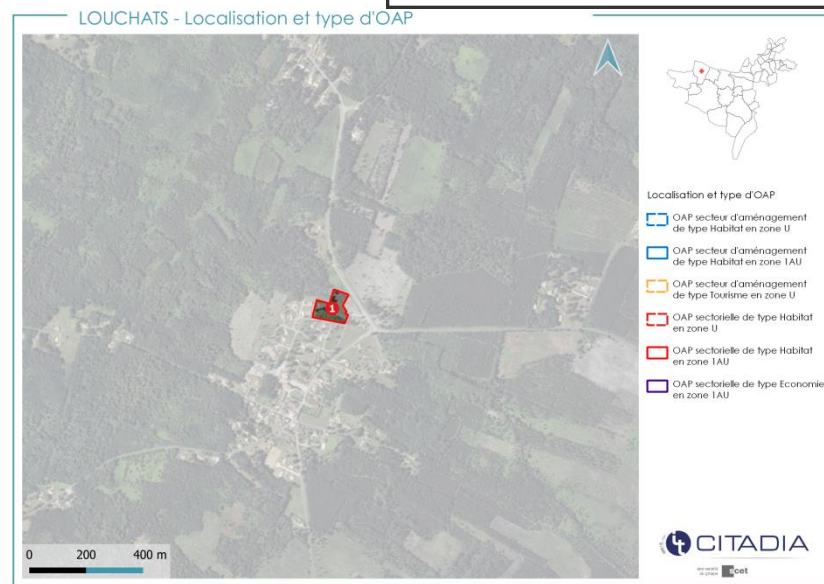 LOUCHATS - Localisation et type d'OAP
1
0 200 400 m
Localisation et type d'OAP
OAP secteur d'aménagement
de type Habitat en zone U
OAP secteur d'aménagement
de type Habitat en zone 1AU
OAP secteur d'aménagement
de type Tourisme en zone U
OAP sectorielle de type Habitat
en zone U
OAP sectorielle de type Habitat
en zone 1AU
OAP sectorielle de type Economie
en zone 1AU
CITADIA
scet